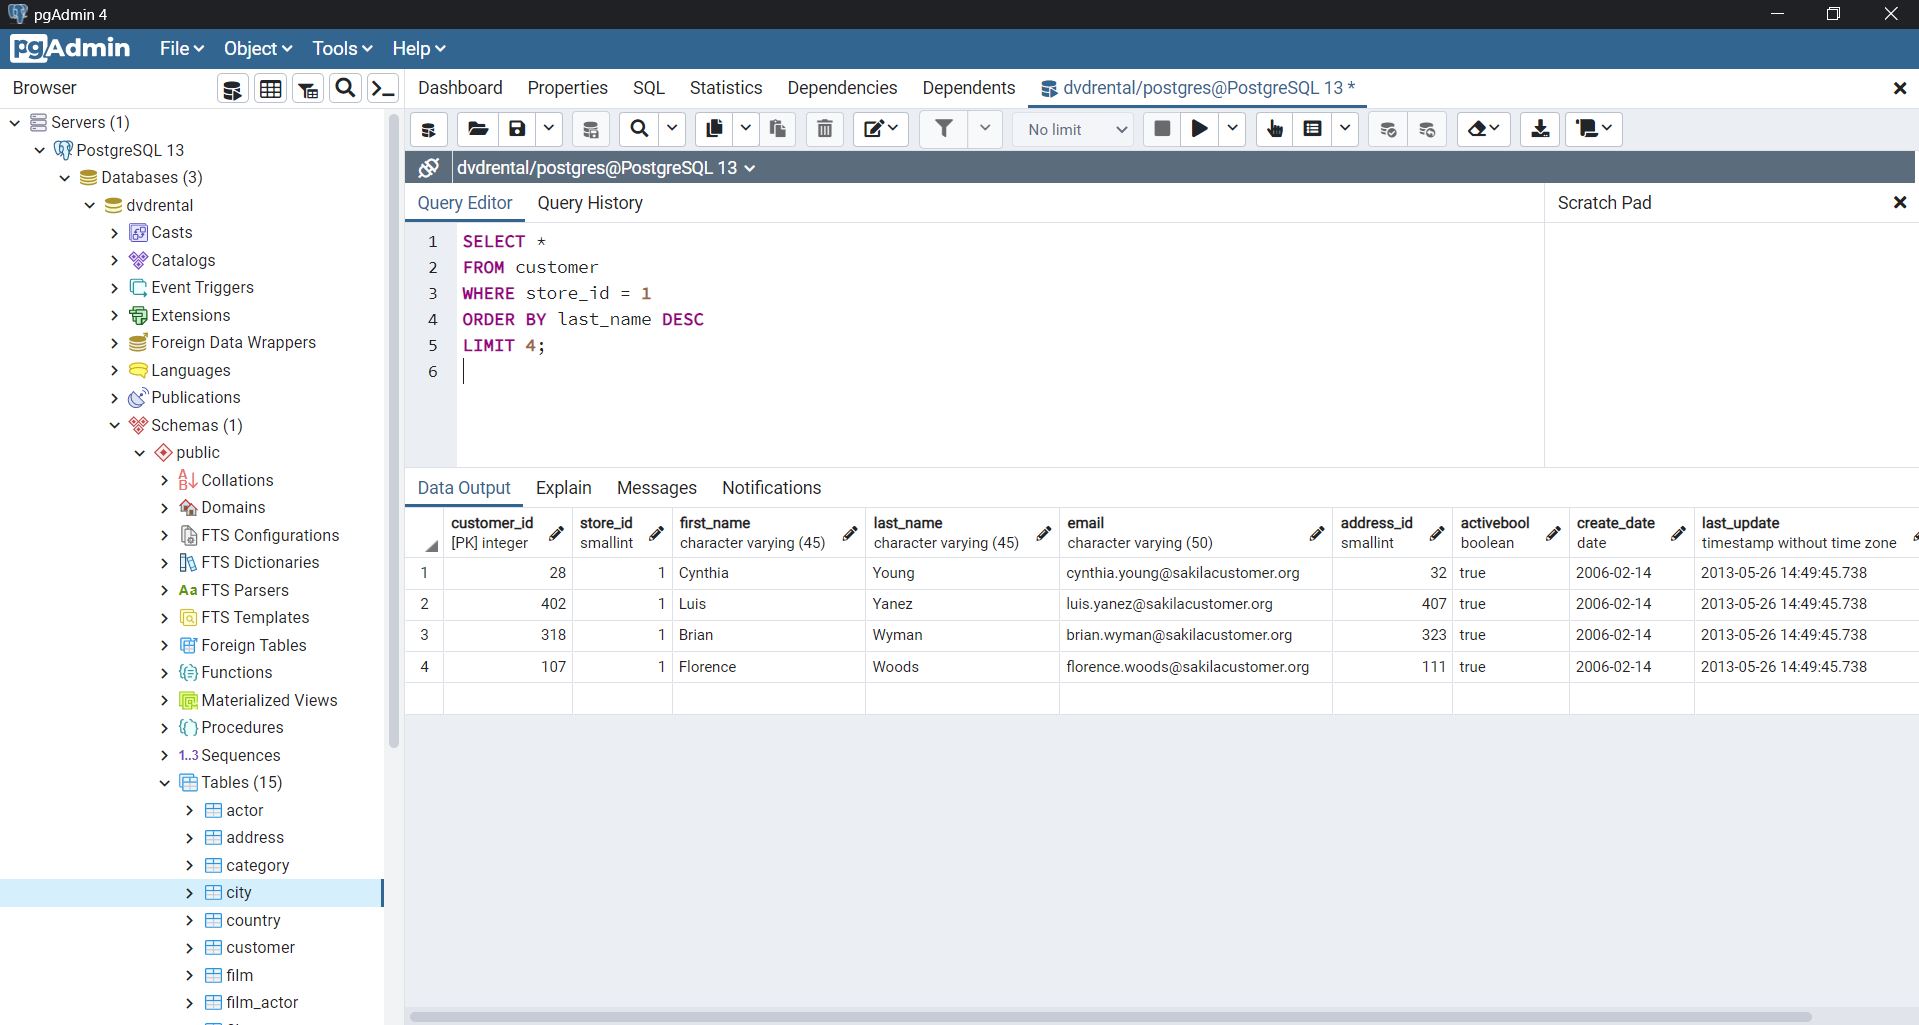 pgAdmin 4
pgAdmin File Object Tools Help
Browser
Servers (1)
PostgreSQL 13
Databases (3)
dvdrental
Casts
Catalogs
Event Triggers
Extensions
Foreign Data Wrappers
Languages
Publications
Schemas (1)
public
Collations
Domains
FTS Configurations
FTS Dictionaries
Aa FTS Parsers
FTS Templates
Foreign Tables
Functions
Materialized Views
Procedures
1..3 Sequences
Tables (15)
actor
address
category
city
country
customer
film
film_actor
Dashboard Properties SQL Statistics Dependencies Dependents dvdrental/postgres@PostgreSQL 13 *
No limit
dvdrental/postgres@PostgreSQL 13
Query Editor Query History
Scratch Pad
1 SELECT *
2 FROM customer
3 WHERE store_id = 1
4 ORDER BY last_name DESC
5 LIMIT 4;
6
Data Output Explain Messages Notifications
customer_id store_id first_name last_name email address_id activebool create_date last_update
[PK] integer smallint character varying (45) character varying (45) character varying (50) smallint boolean date timestamp without time zone
1 28 1 Cynthia Young cynthia.young@sakilacustomer.org 32 true 2006-02-14 2013-05-26 14:49:45.738
2 402 1 Luis Yanez luis.yanez@sakilacustomer.org 407 true 2006-02-14 2013-05-26 14:49:45.738
3 318 1 Brian Wyman brian.wyman@sakilacustomer.org 323 true 2006-02-14 2013-05-26 14:49:45.738
4 107 1 Florence Woods florence.woods@sakilacustomer.org 111 true 2006-02-14 2013-05-26 14:49:45.738